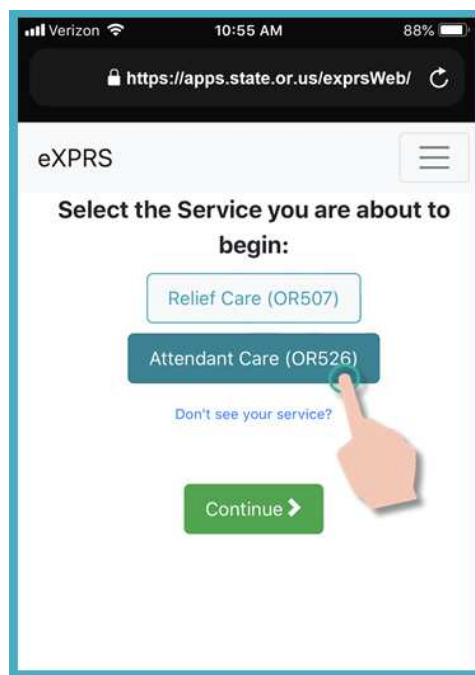 Verizon 10:55 AM 88%
https://apps.state.or.us/exprsWeb/
eXPRS
Select the Service you are about to
begin:
Relief Care (OR507)
Attendant Care (OR526)
Don't see your service?
Continue